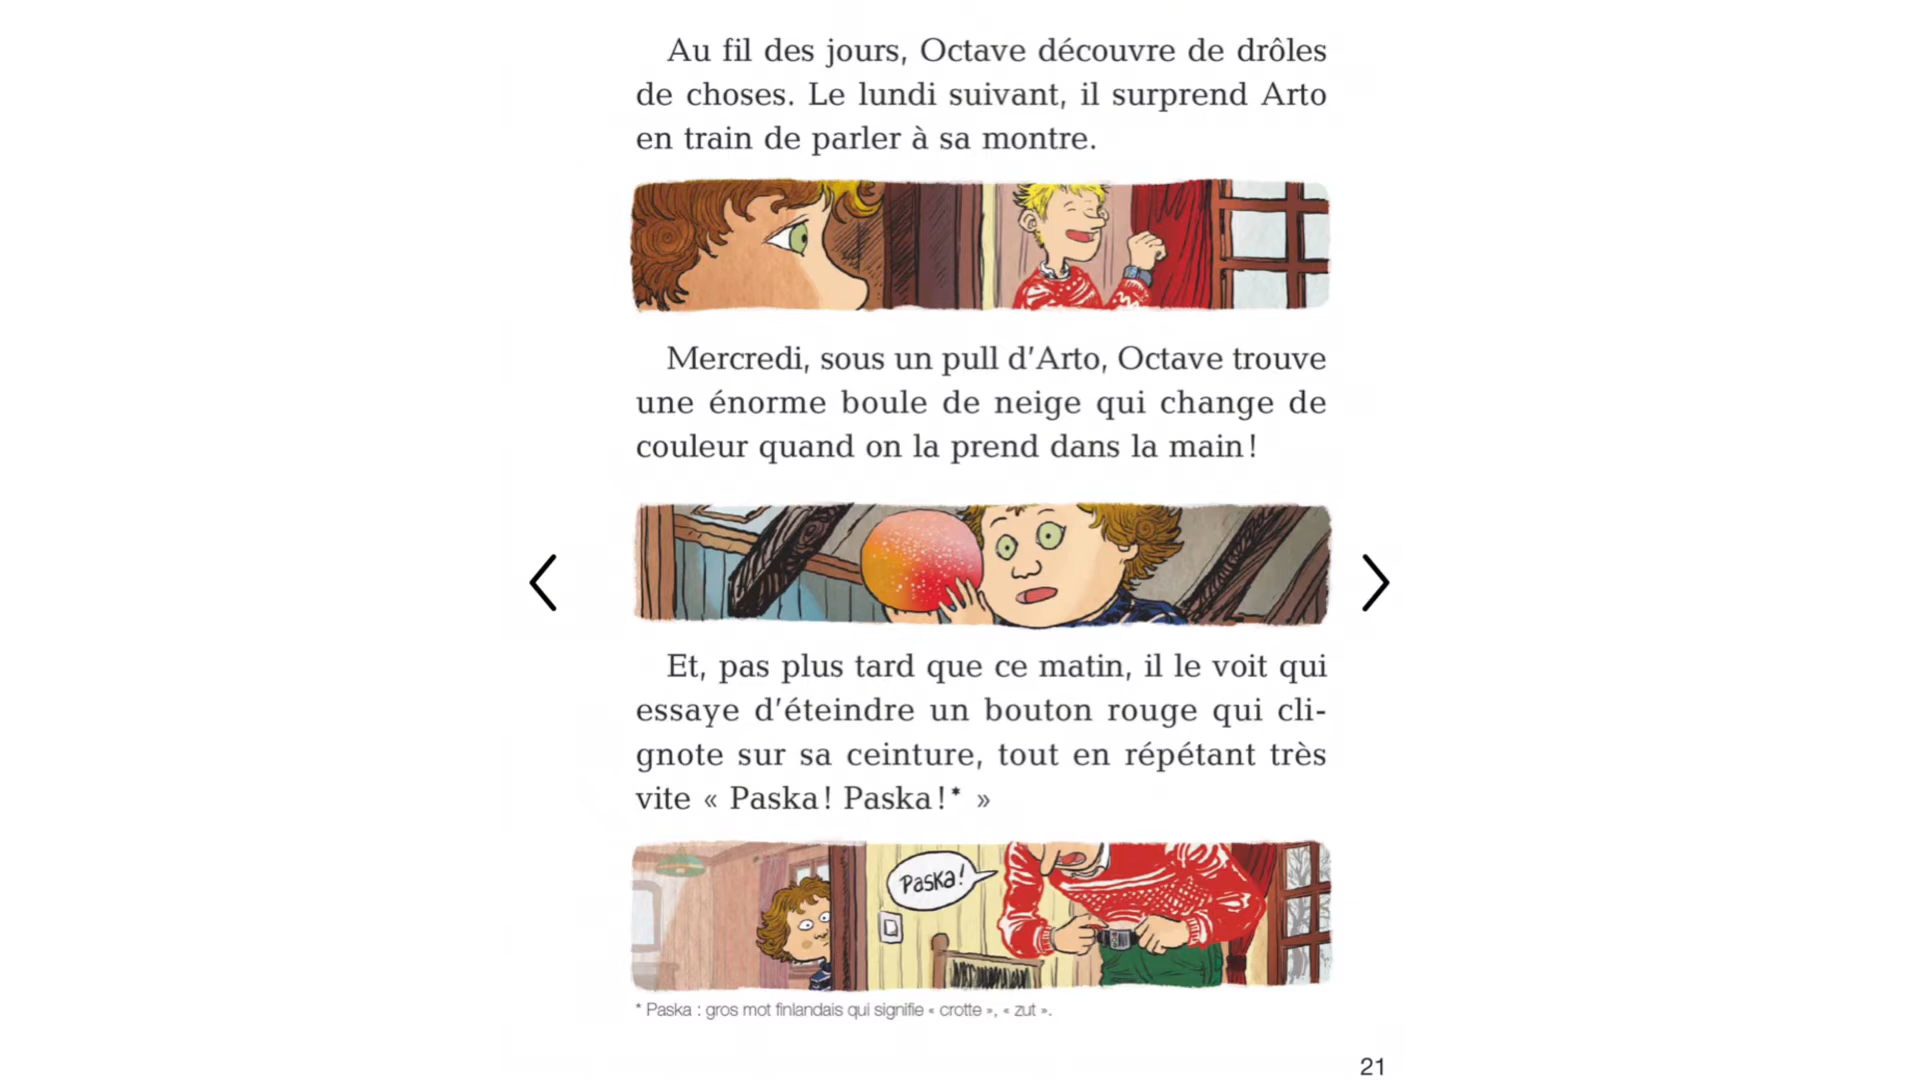 Au fil des jours, Octave découvre de drôles
de choses. Le lundi suivant, il surprend Arto
en train de parler à sa montre.
Mercredi, sous un pull d’Arto, Octave trouve
une énorme boule de neige qui change de
couleur quand on la prend dans la main !
Et, pas plus tard que ce matin, il le voit qui
essaye d’éteindre un bouton rouge qui cli-
gnote sur sa ceinture, tout en répétant très
vite « Paska ! Paska !* »
Paska !
* Paska : gros mot finlandais qui signifie « crotte », « zut ».
21